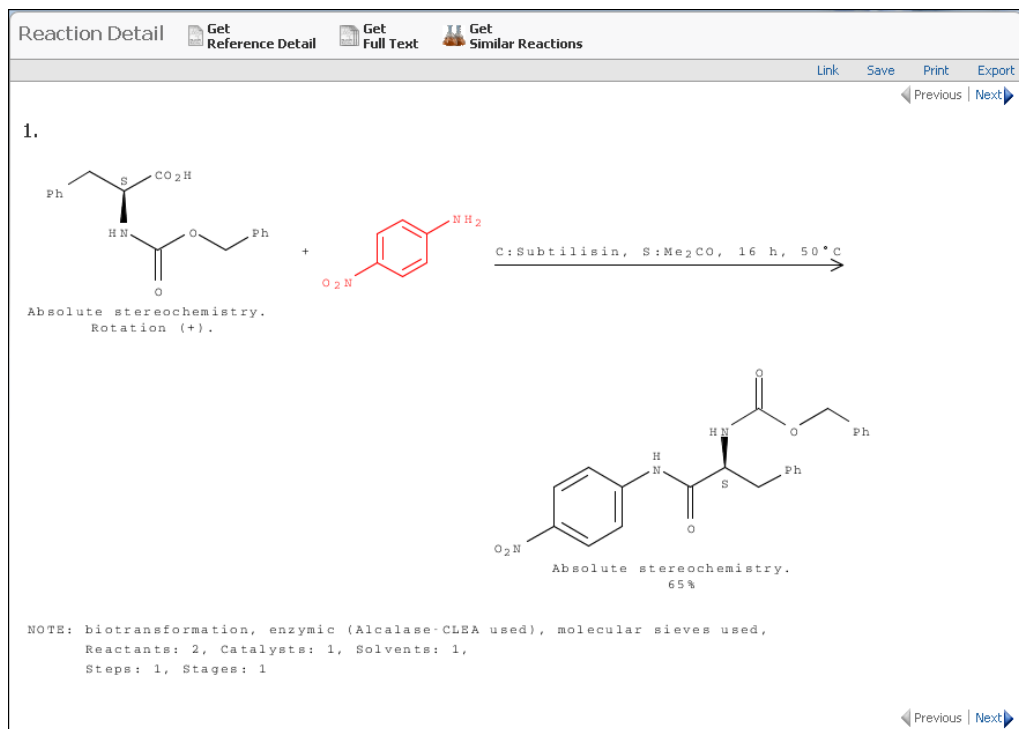 Reaction Detail
Get
Reference Detail
Get
Full Text
Get
Similar Reactions
Link Save Print Export
Previous | Next
1.
Ph
S
CO2H
HN
O
Ph
O
Absolute stereochemistry.
Rotation (+).
+
NH2
O2N
C:Subtilisin, S:Me2CO, 16 h, 50°C
O
HN
O
Ph
H
N
S
Ph
O
O2N
Absolute stereochemistry.
65%
NOTE: biotransformation, enzymic (Alcalase-CLEA used), molecular sieves used,
Reactants: 2, Catalysts: 1, Solvents: 1,
Steps: 1, Stages: 1
Previous | Next